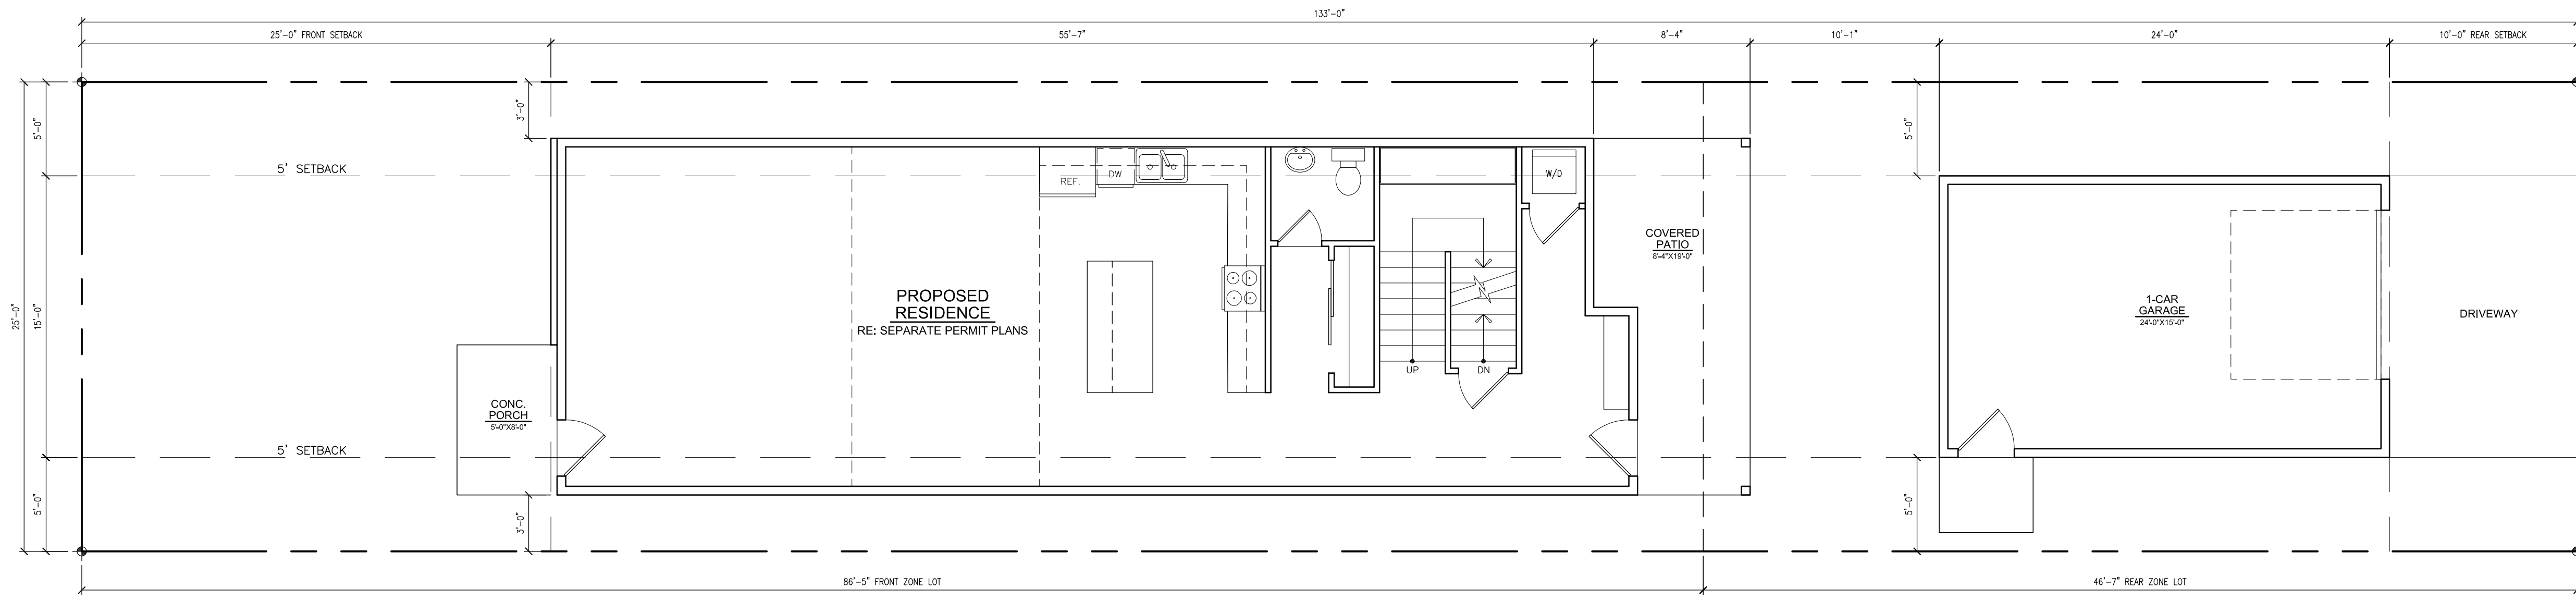 133'-0"
25'-0" FRONT SETBACK
55'-7"
8'-4"
10'-1"
24'-0"
10'-0" REAR SETBACK
5'-0"
3'-0"
5'-0"
5' SETBACK
REF.
DW
W/D
COVERED
PATIO
8'-4"X19'-0"
25'-0"
15'-0"
PROPOSED
RESIDENCE
RE: SEPARATE PERMIT PLANS
1-CAR
GARAGE
24'-0"X15'-0"
DRIVEWAY
UP
DN
CONC.
PORCH
5'-0"X8'-0"
5' SETBACK
5'-0"
3'-0"
5'-0"
86'-5" FRONT ZONE LOT
46'-7" REAR ZONE LOT